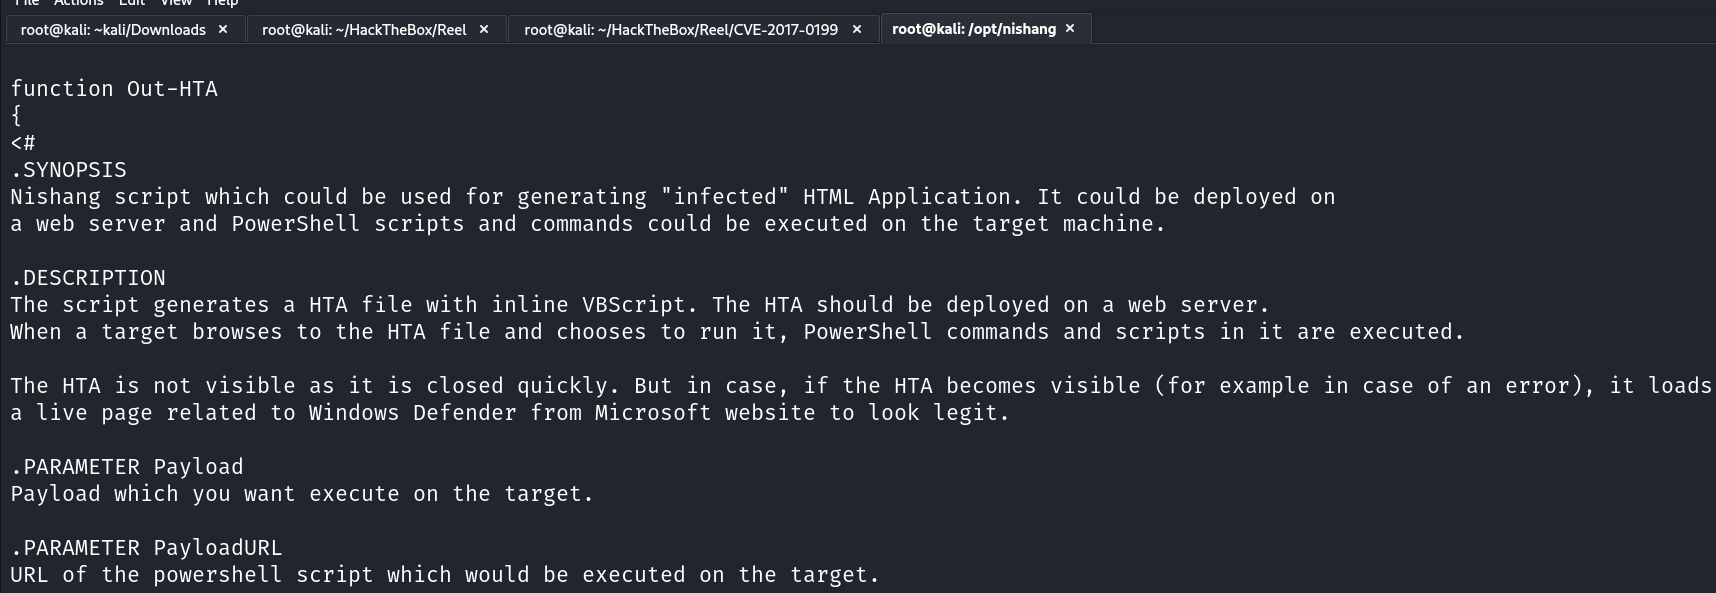 File Actions Edit View Help
root@kali: ~kali/Downloads × root@kali: ~/HackTheBox/Reel × root@kali: ~/HackTheBox/Reel/CVE-2017-0199 × root@kali: /opt/nishang ×
function Out-HTA
{
<#
.SYNOPSIS
Nishang script which could be used for generating "infected" HTML Application. It could be deployed on
a web server and PowerShell scripts and commands could be executed on the target machine.
.DESCRIPTION
The script generates a HTA file with inline VBScript. The HTA should be deployed on a web server.
When a target browses to the HTA file and chooses to run it, PowerShell commands and scripts in it are executed.
The HTA is not visible as it is closed quickly. But in case, if the HTA becomes visible (for example in case of an error), it loads
a live page related to Windows Defender from Microsoft website to look legit.
.PARAMETER Payload
Payload which you want execute on the target.
.PARAMETER PayloadURL
URL of the powershell script which would be executed on the target.